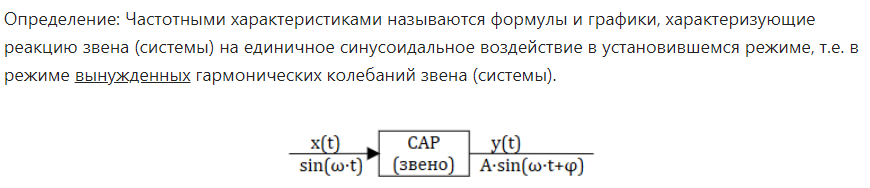 Определение: Частотными характеристиками называются формулы и графики, характеризующие
реакцию звена (системы) на единичное синусоидальное воздействие в установившемся режиме, т.е. в
режиме вынужденных гармонических колебаний звена (системы).
x(t) САР y(t)
sin(ω·t) (звено) A·sin(ω·t+φ)